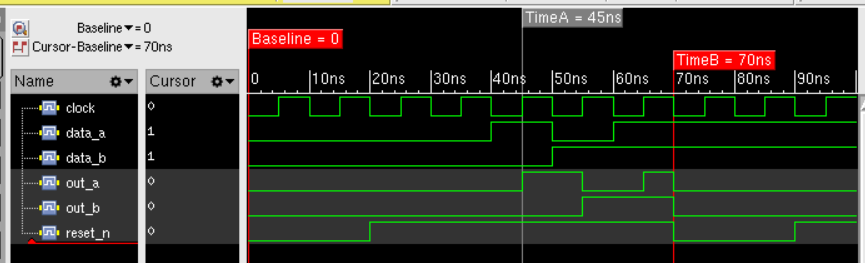 Baseline▾=0
Cursor-Baseline▾=70ns
TimeA = 45ns
Baseline = 0
TimeB = 70ns
Name Cursor 0 10ns 20ns 30ns 40ns 50ns 60ns 70ns 80ns 90ns
clock 0
data_a 1
data_b 1
out_a 0
out_b 0
reset_n 0